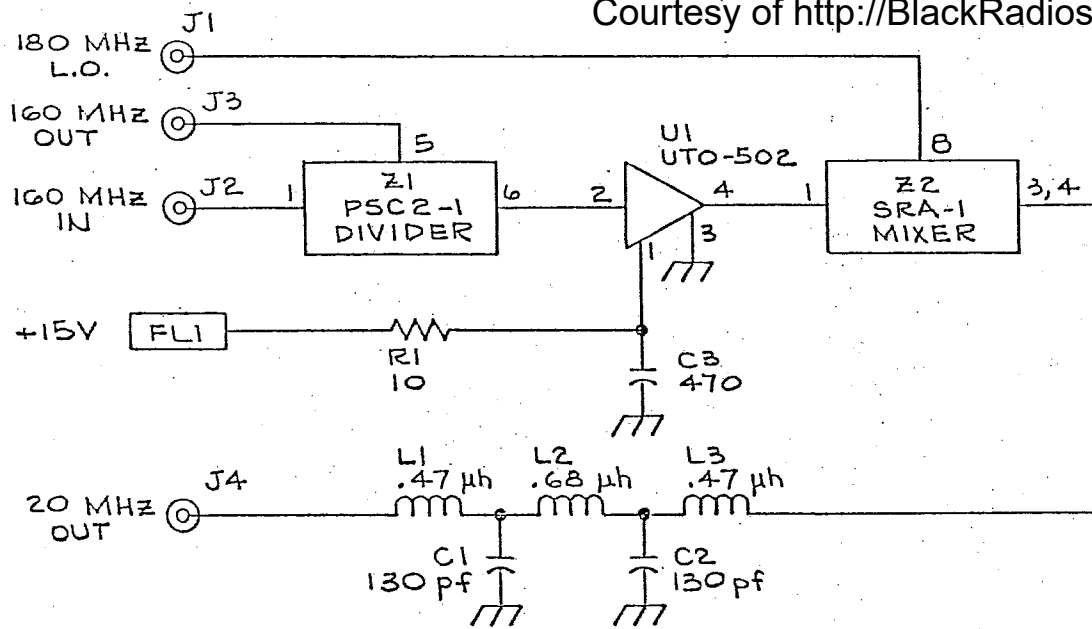 Courtesy of http://BlackRadios
J1
180 MHZ
L.O.
J3
160 MHZ
OUT
5
U1
UTO-502
8
J2
160 MHZ
IN
1
Z1
PSC2-1
DIVIDER
6
2
4
3
1
1
Z2
SRA-1
MIXER
3,4
+15V
FL1
R1
10
C3
470
J4
20 MHZ
OUT
L1
.47 μh
L2
.68 μh
L3
.47 μh
C1
130 pf
C2
130 pf